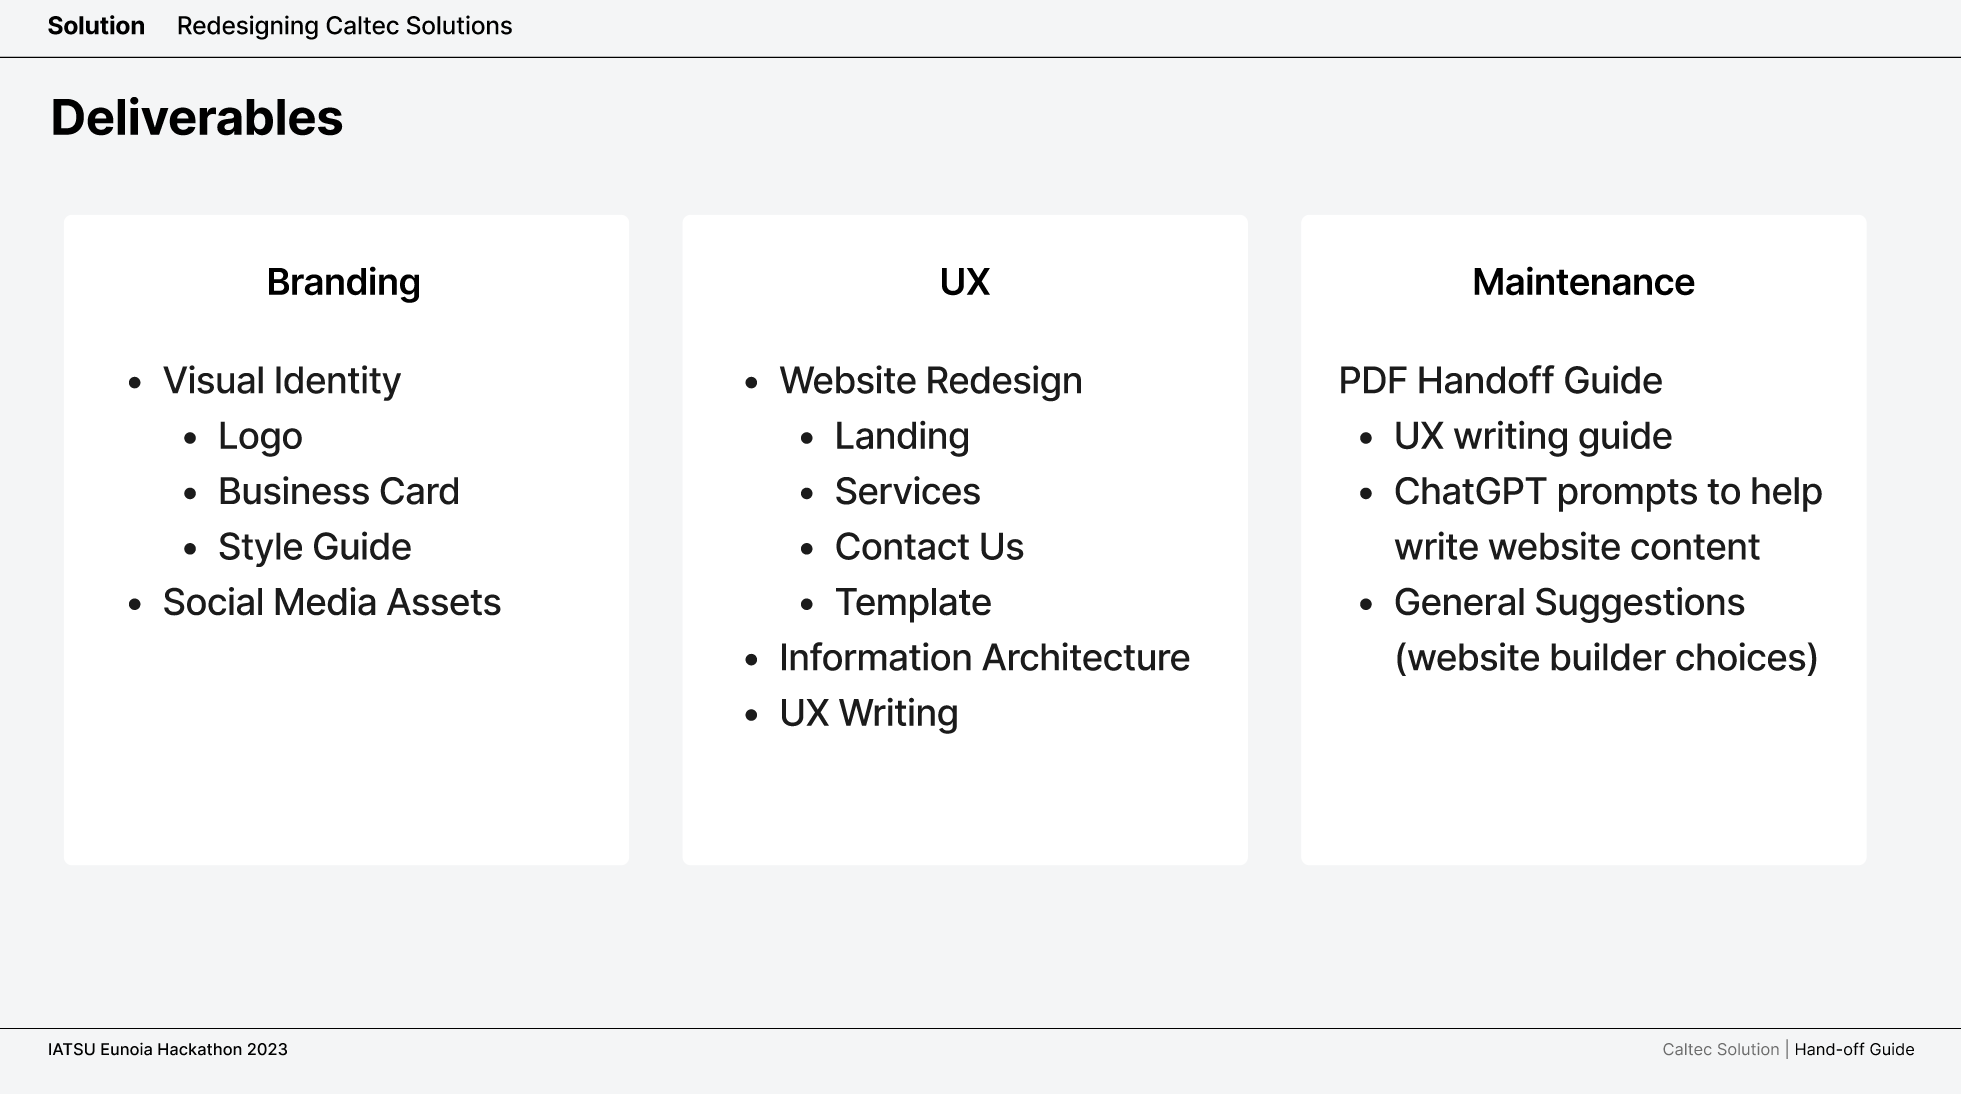 Solution Redesigning Caltec Solutions
Deliverables
Branding
• Visual Identity
• Logo
• Business Card
• Style Guide
• Social Media Assets
UX
• Website Redesign
• Landing
• Services
• Contact Us
• Template
• Information Architecture
• UX Writing
Maintenance
PDF Handoff Guide
• UX writing guide
• ChatGPT prompts to help
write website content
• General Suggestions
(website builder choices)
IATSU Eunoia Hackathon 2023
Caltec Solution | Hand-off Guide